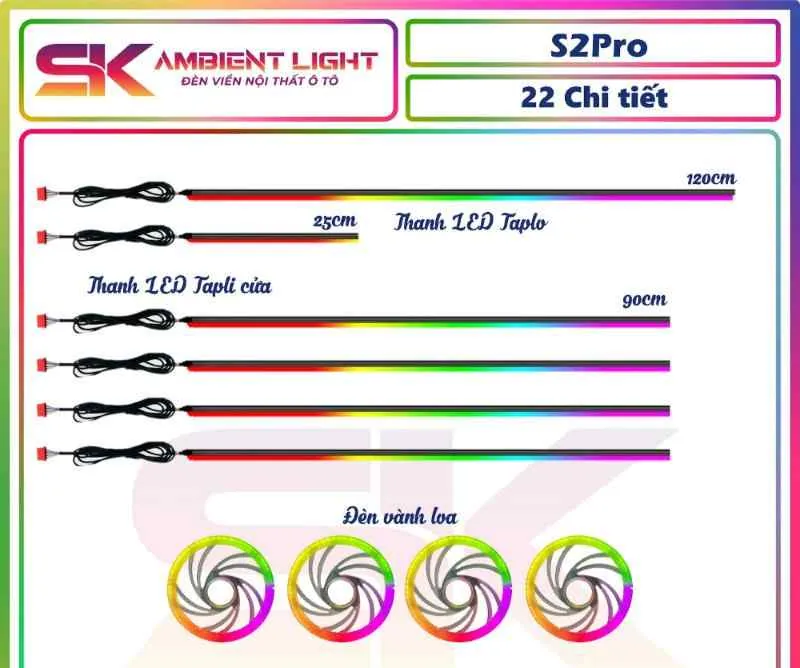 SK AMBIENT LIGHT
ĐÈN VIỀN NỘI THẤT Ô TÔ
S2Pro
22 Chi tiết
120cm
25cm
Thanh LED Taplo
Thanh LED Tapli cửa
90cm
Đèn vành loa
SK